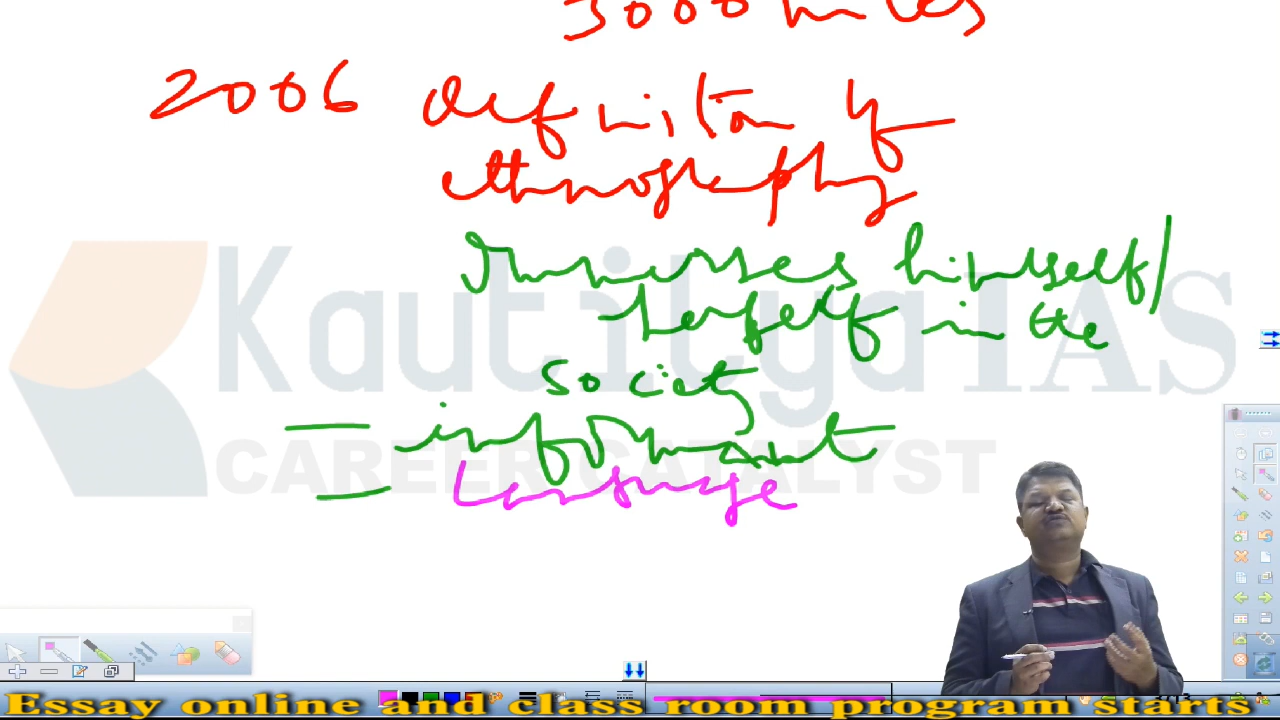 3000 miles
2006 definition of
ethnography
Immerses himself/
herself in the
society
- informant
- Language
Kautilya IAS
CAREER CATALYST
Essay online and class room program starts